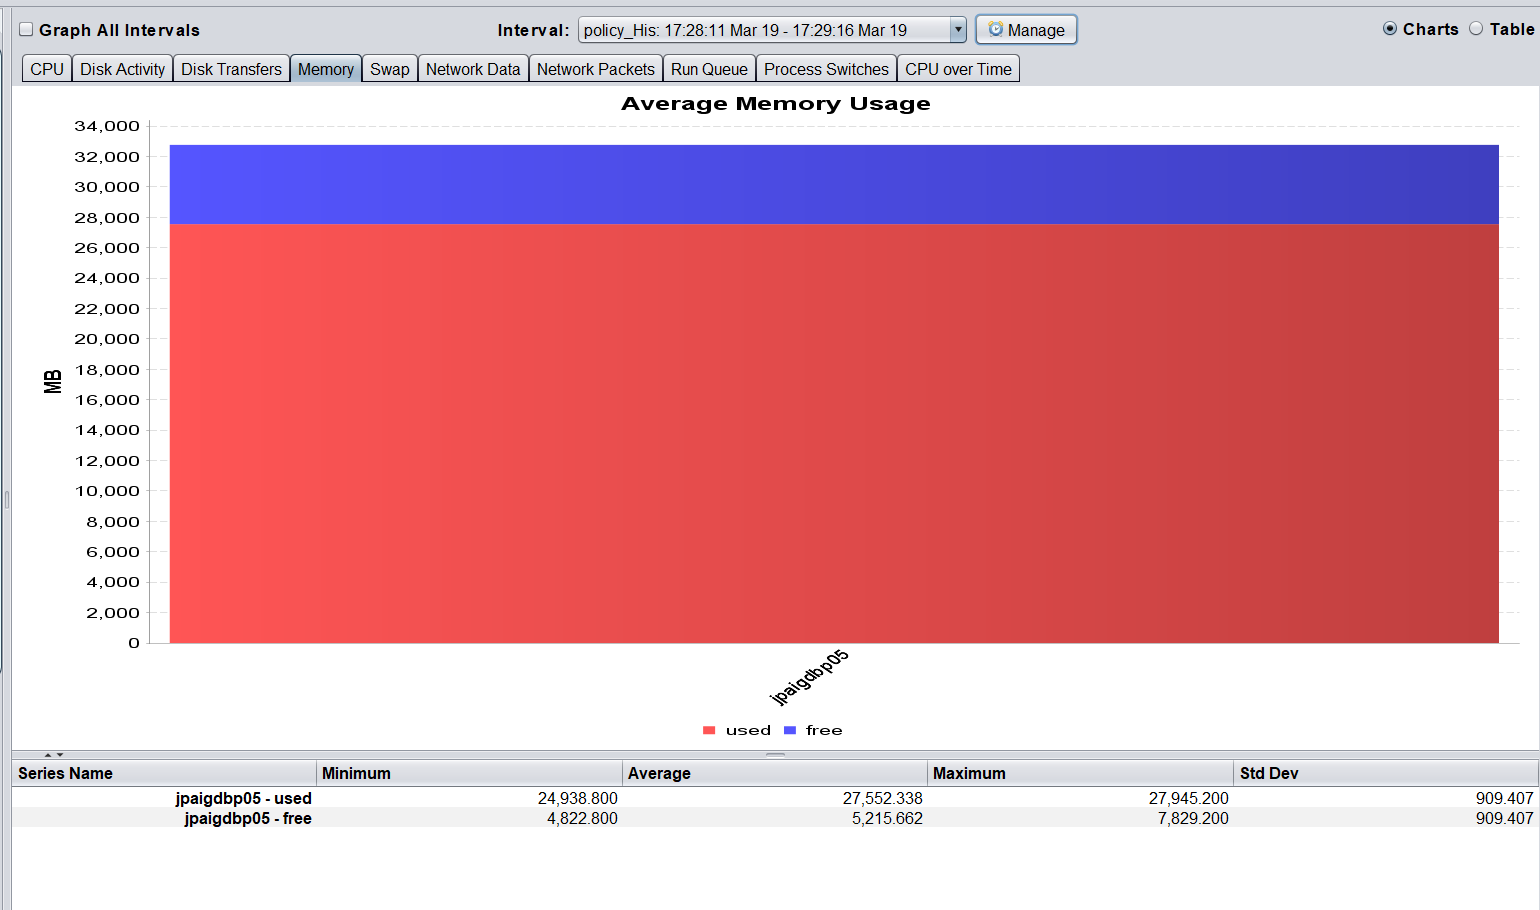 Graph All Intervals Interval: policy_His: 17:28:11 Mar 19 - 17:29:16 Mar 19 Manage Charts Table
CPU Disk Activity Disk Transfers Memory Swap Network Data Network Packets Run Queue Process Switches CPU over Time
Average Memory Usage
34,000
32,000
30,000
28,000
26,000
24,000
22,000
20,000
18,000
16,000
14,000
12,000
10,000
8,000
6,000
4,000
2,000
0
MB
jpaigdbp05
used free
Series Name Minimum Average Maximum Std Dev
jpaigdbp05 - used 24,938.800 27,552.338 27,945.200 909.407
jpaigdbp05 - free 4,822.800 5,215.662 7,829.200 909.407